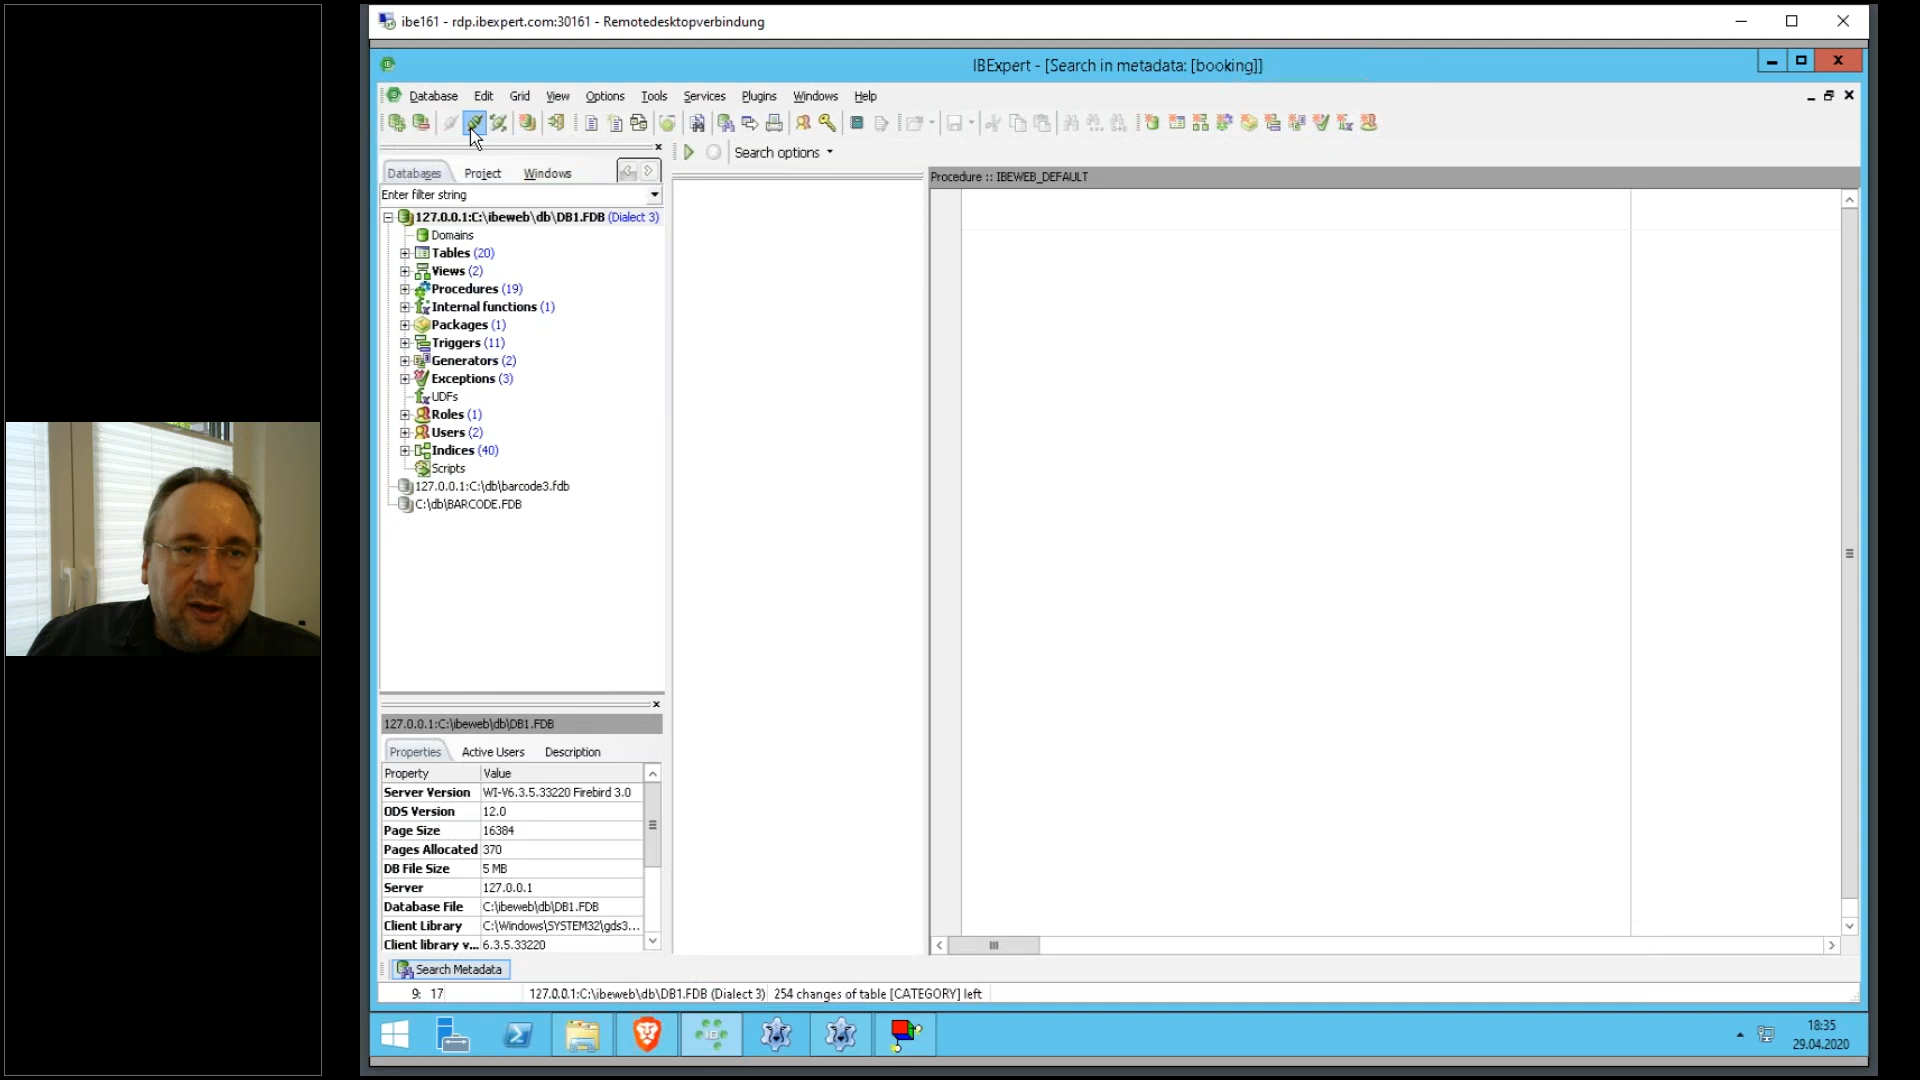 ibe161 - rdp.ibexpert.com:30161 - Remotedesktopverbindung
IBExpert - [Search in metadata: [booking]]
Database Edit Grid View Options Tools Services Plugins Windows Help
Search options
Databases Project Windows
Procedure :: IBEWEB_DEFAULT
Enter filter string
127.0.0.1:C:\ibeweb\db\DB1.FDB (Dialect 3)
Domains
Tables (20)
Views (2)
Procedures (19)
Internal functions (1)
Packages (1)
Triggers (11)
Generators (2)
Exceptions (3)
UDFs
Roles (1)
Users (2)
Indices (40)
Scripts
127.0.0.1:C:\db\barcode3.fdb
C:\db\BARCODE.FDB
127.0.0.1:C:\ibeweb\db\DB1.FDB
Properties Active Users Description
Property Value
Server Version WI-V6.3.5.33220 Firebird 3.0
ODS Version 12.0
Page Size 16384
Pages Allocated 370
DB File Size 5 MB
Server 127.0.0.1
Database File C:\ibeweb\db\DB1.FDB
Client Library C:\Windows\SYSTEM32\gds3...
Client library v... 6.3.5.33220
Search Metadata
9: 17 127.0.0.1:C:\ibeweb\db\DB1.FDB (Dialect 3) 254 changes of table [CATEGORY] left
18:35
29.04.2020